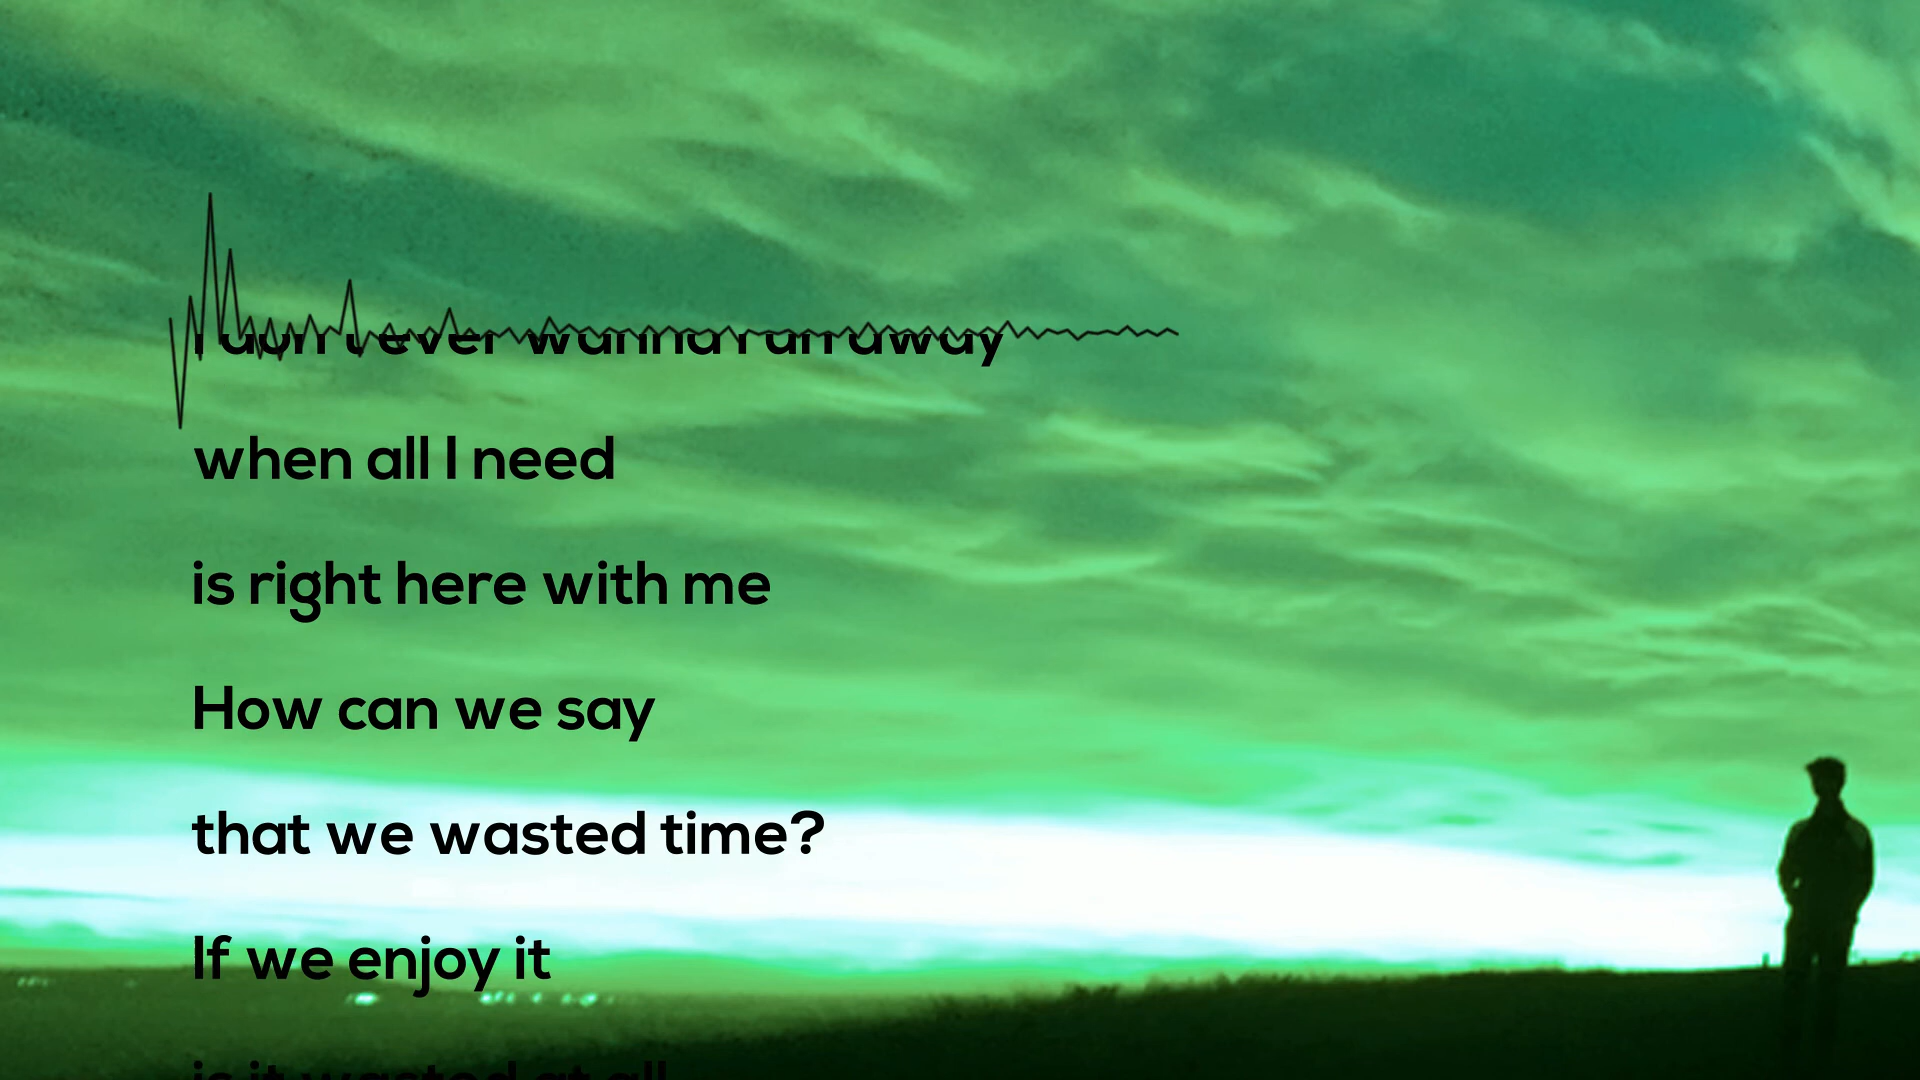 I don't ever wanna run away
when all I need
is right here with me
How can we say
that we wasted time?
If we enjoy it
is it wasted at all